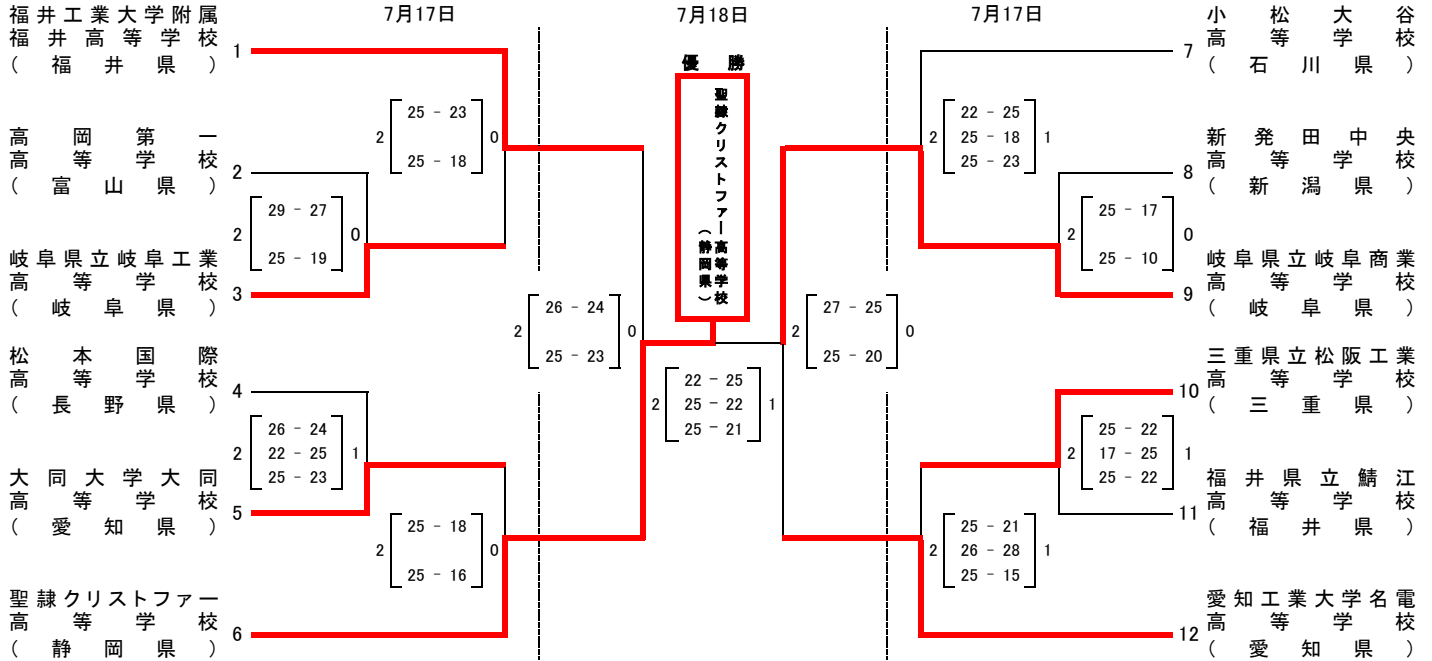 7月17日
7月18日
7月17日
福井工業大学附属
福井高等学校
(福井県)
1
高岡第一
高等学校
(富山県)
2
岐阜県立岐阜工業
高等学校
(岐阜県)
3
松本国際
高等学校
(長野県)
4
大同大学大同
高等学校
(愛知県)
5
聖隷クリストファー
高等学校
(静岡県)
6
2
25 - 23
25 - 18
0
2
29 - 27
25 - 19
0
2
26 - 24
22 - 25
25 - 23
1
2
25 - 18
25 - 16
0
2
26 - 24
25 - 23
0
優勝
聖隷クリストファー高等学校
(静岡県)
2
22 - 25
25 - 22
25 - 21
1
2
27 - 25
25 - 20
0
2
22 - 25
25 - 18
25 - 23
1
2
25 - 17
25 - 10
0
2
25 - 22
17 - 25
25 - 22
1
2
25 - 21
26 - 28
25 - 15
1
7
小松大谷
高等学校
(石川県)
8
新発田中央
高等学校
(新潟県)
9
岐阜県立岐阜商業
高等学校
(岐阜県)
10
三重県立松阪工業
高等学校
(三重県)
11
福井県立鯖江
高等学校
(福井県)
12
愛知工業大学名電
高等学校
(愛知県)